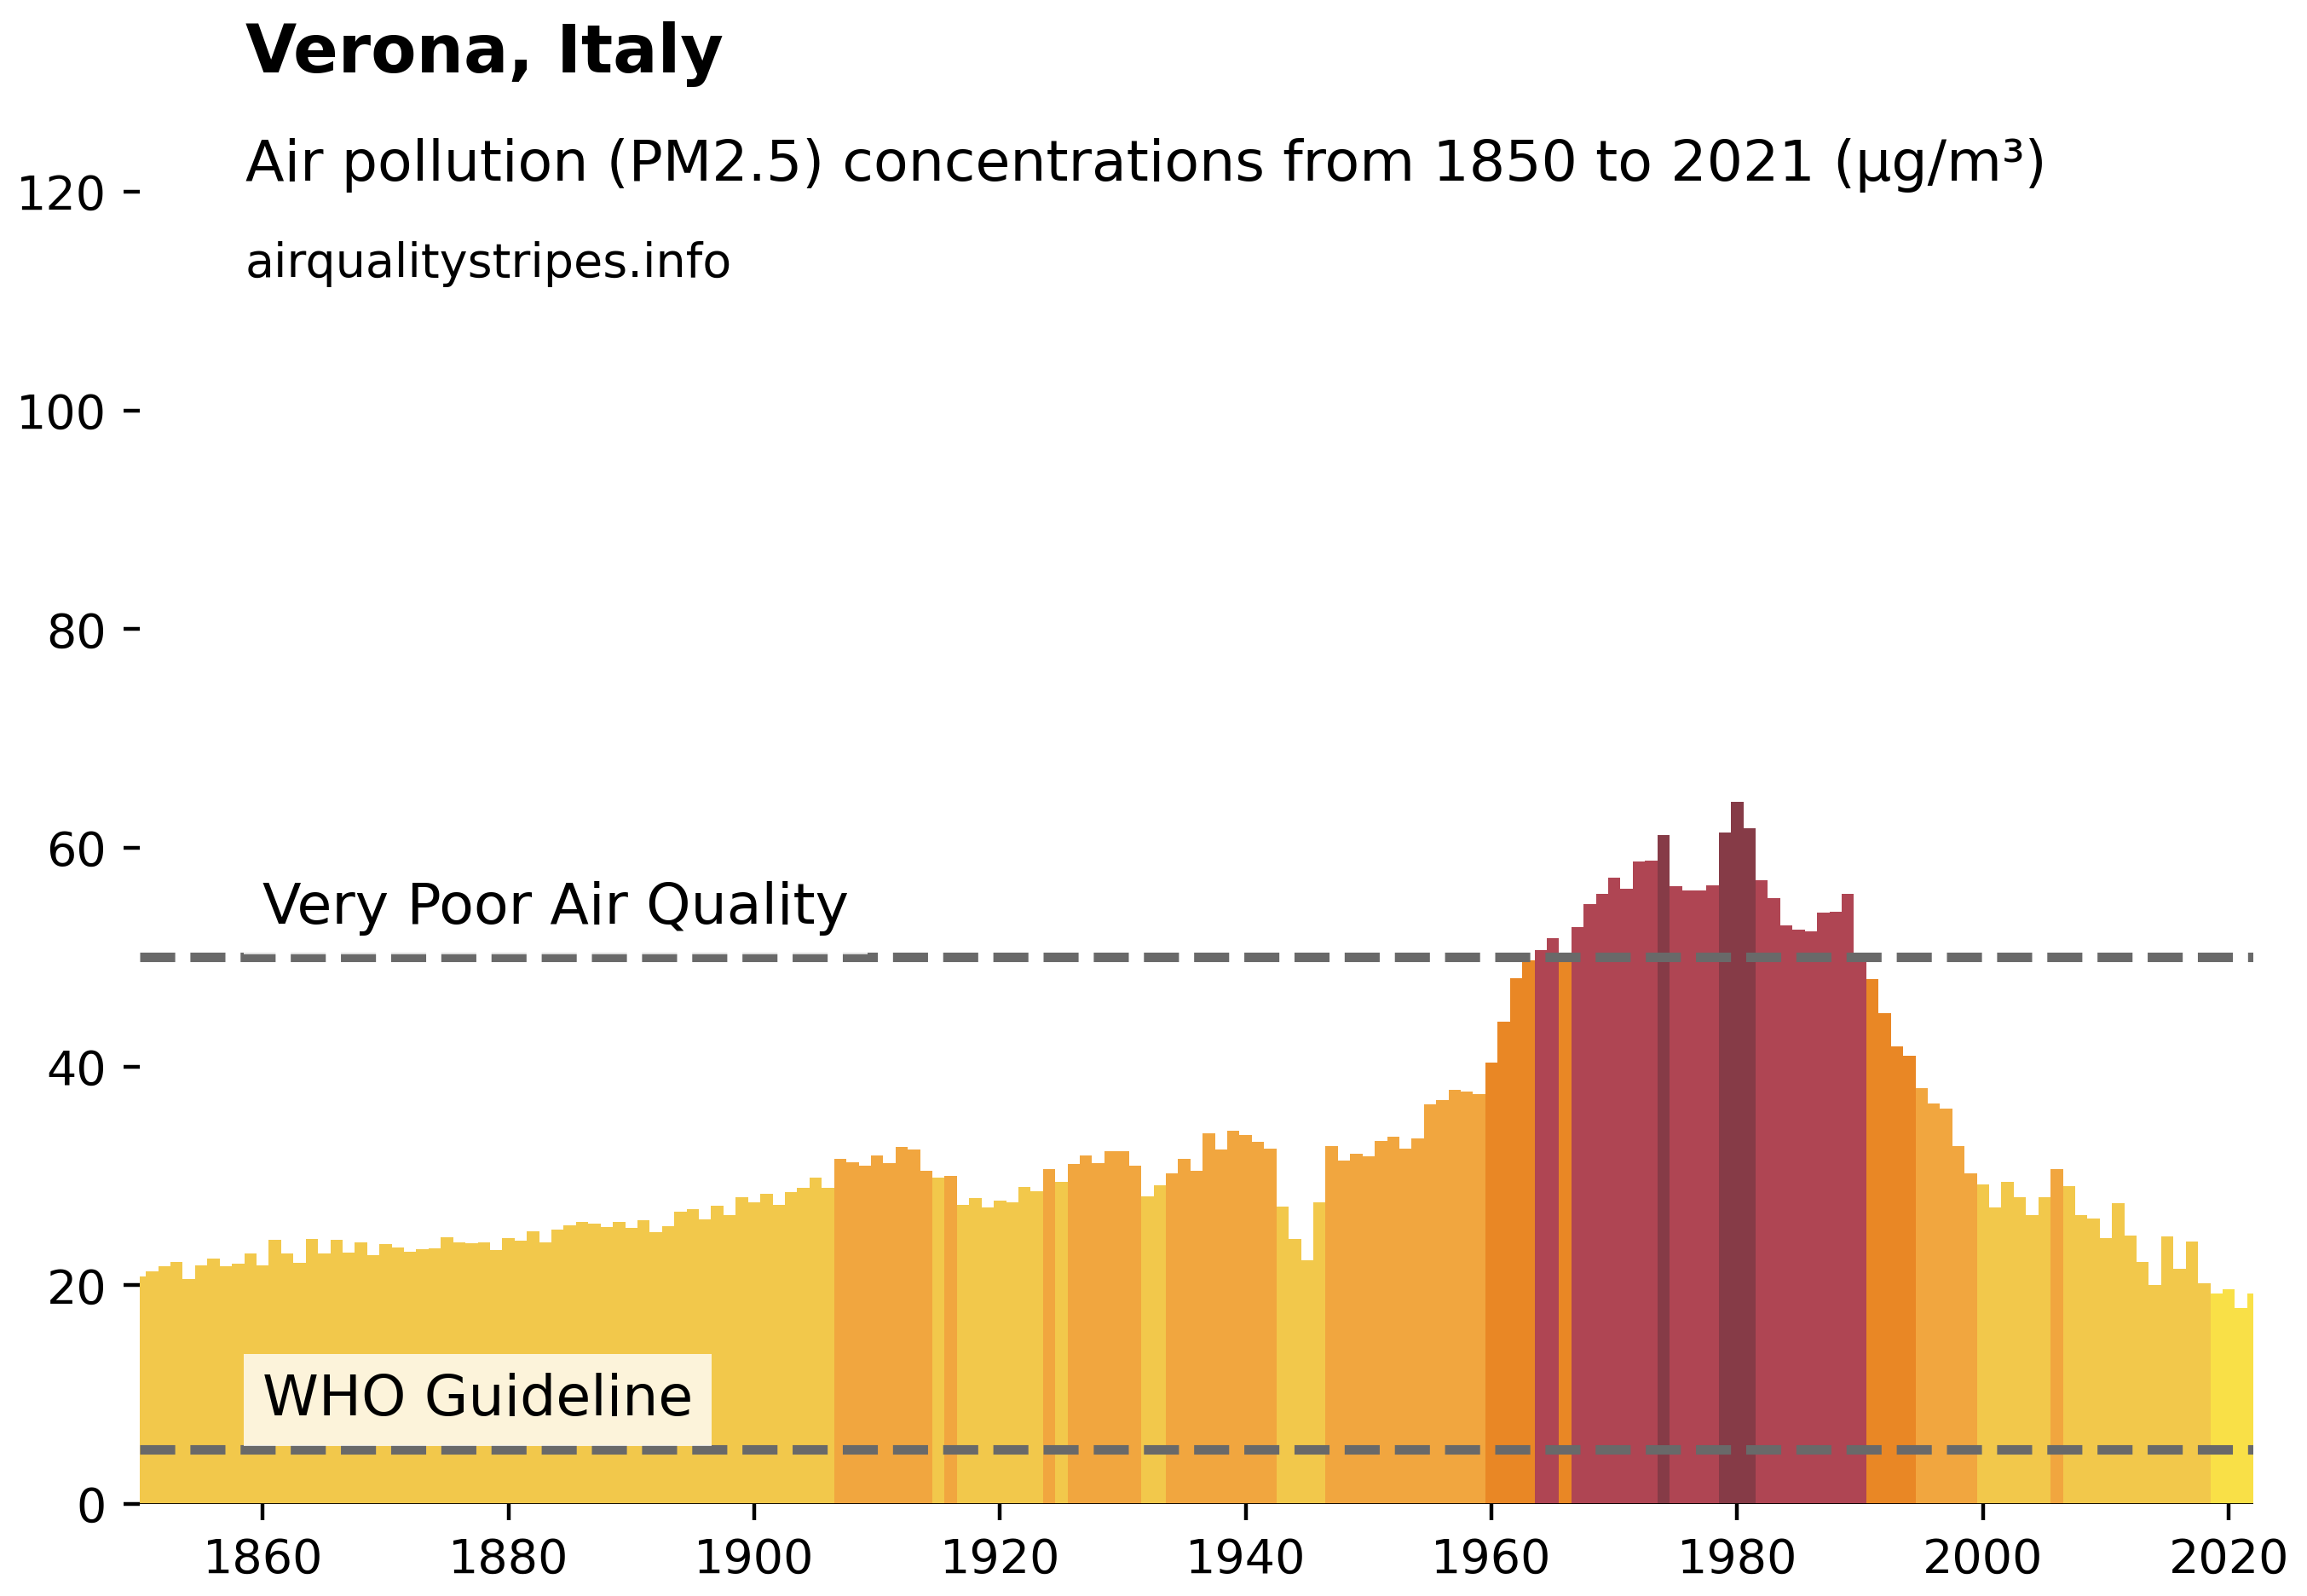 Verona, Italy
Air pollution (PM2.5) concentrations from 1850 to 2021 (µg/m³)
airqualitystripes.info
120
100
80
60
Very Poor Air Quality
40
20
WHO Guideline
0
1860 1880 1900 1920 1940 1960 1980 2000 2020